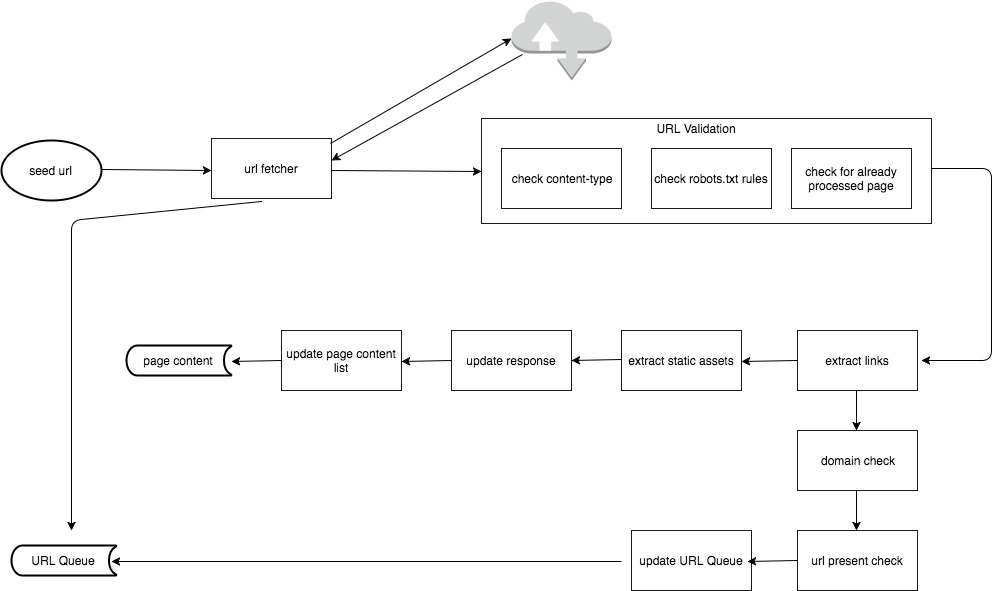 URL Validation
seed url
url fetcher
check content-type
check robots.txt rules
check for already
processed page
page content
update page content
list
update response
extract static assets
extract links
domain check
URL Queue
update URL Queue
url present check